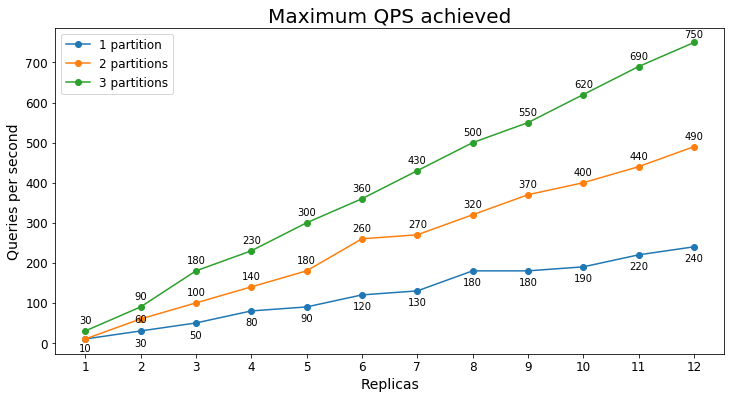 Maximum QPS achieved
1 partition
2 partitions
3 partitions
Queries per second
700
600
500
400
300
200
100
0
30 90 180 230 300 360 430 500 550 620 690 750
60 100 140 180 260 270 320 370 400 440 490
10 30 50 80 90 120 130 180 180 190 220 240
1 2 3 4 5 6 7 8 9 10 11 12
Replicas